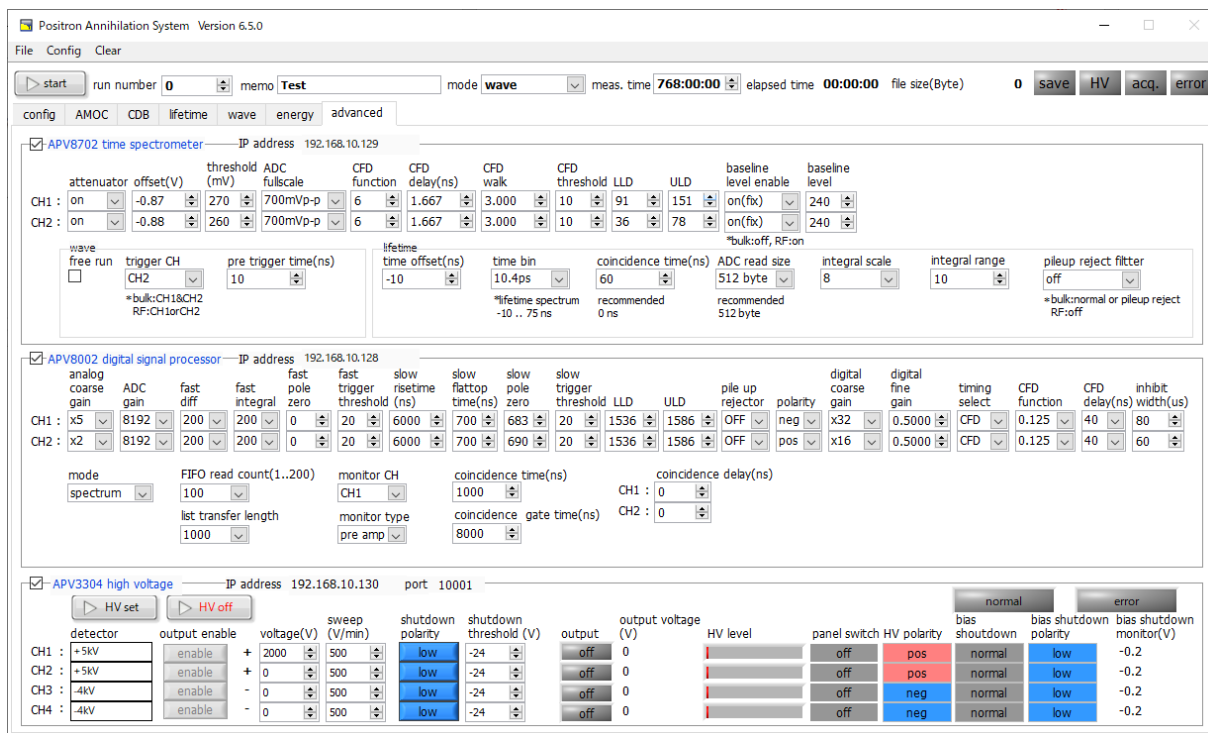 Positron Annihilation System Version 6.5.0
File Config Clear
start run number 0 memo Test mode wave meas. time 768:00:00 elapsed time 00:00:00 file size(Byte) 0 save HV acq. error
config AMOC CDB lifetime wave energy advanced
APV8702 time spectrometer IP address 192.168.10.129
attenuator offset(V) threshold (mV) ADC fullscale CFD function CFD delay(ns) CFD walk CFD threshold LLD ULD baseline level enable baseline level
CH1 : on -0.87 270 700mVp-p 6 1.667 3.000 10 91 151 on(fix) 240
CH2 : on -0.88 260 700mVp-p 6 1.667 3.000 10 36 78 on(fix) 240
*bulk:off, RF:on
wave
free run trigger CH pre trigger time(ns)
CH2 10
*bulk:CH1&CH2
RF:CH1orCH2
lifetime
time offset(ns) time bin coincidence time(ns) ADC read size integral scale integral range pileup reject filtter
-10 10.4ps 60 512 byte 8 10 off
*lifetime spectrum recommended recommended *bulk:normal or pileup reject
-10 .. 75 ns 0 ns 512 byte RF:off
APV8002 digital signal processor IP address 192.168.10.128
analog coarse gain ADC gain fast diff fast integral fast pole zero fast trigger threshold slow risetime (ns) slow flattop time(ns) slow pole zero slow trigger threshold LLD ULD pile up rejector polarity digital coarse gain digital fine gain timing select CFD function CFD delay(ns) inhibit width(us)
CH1 : x5 8192 200 200 0 20 6000 700 683 20 1536 1586 OFF neg x32 0.5000 CFD 0.125 40 80
CH2 : x2 8192 200 200 0 20 6000 700 690 20 1536 1586 OFF pos x16 0.5000 CFD 0.125 40 60
mode FIFO read count(1..200) monitor CH coincidence time(ns) coincidence delay(ns)
spectrum 100 CH1 1000 CH1 : 0
list transfer length monitor type coincidence gate time(ns) CH2 : 0
1000 pre amp 8000
APV3304 high voltage IP address 192.168.10.130 port 10001
HV set HV off normal error
detector output enable voltage(V) sweep (V/min) shutdown polarity shutdown threshold (V) output output voltage (V) HV level panel switch HV polarity bias shoutdown bias shutdown polarity bias shutdown monitor(V)
CH1 : +5kV enable + 2000 500 low -24 off 0 off pos normal low -0.2
CH2 : +5kV enable + 0 500 low -24 off 0 off pos normal low -0.2
CH3 : -4kV enable - 0 500 low -24 off 0 off neg normal low -0.2
CH4 : -4kV enable - 0 500 low -24 off 0 off neg normal low -0.2